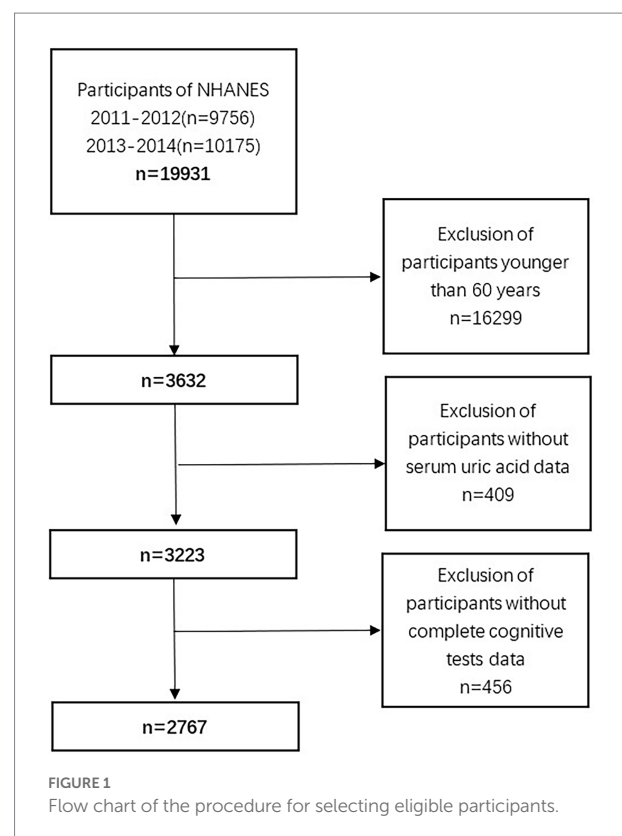 Participants of NHANES
2011-2012(n=9756)
2013-2014(n=10175)
n=19931
Exclusion of
participants younger
than 60 years
n=16299
n=3632
Exclusion of
participants without
serum uric acid data
n=409
n=3223
Exclusion of
participants without
complete cognitive
tests data
n=456
n=2767
FIGURE 1
Flow chart of the procedure for selecting eligible participants.